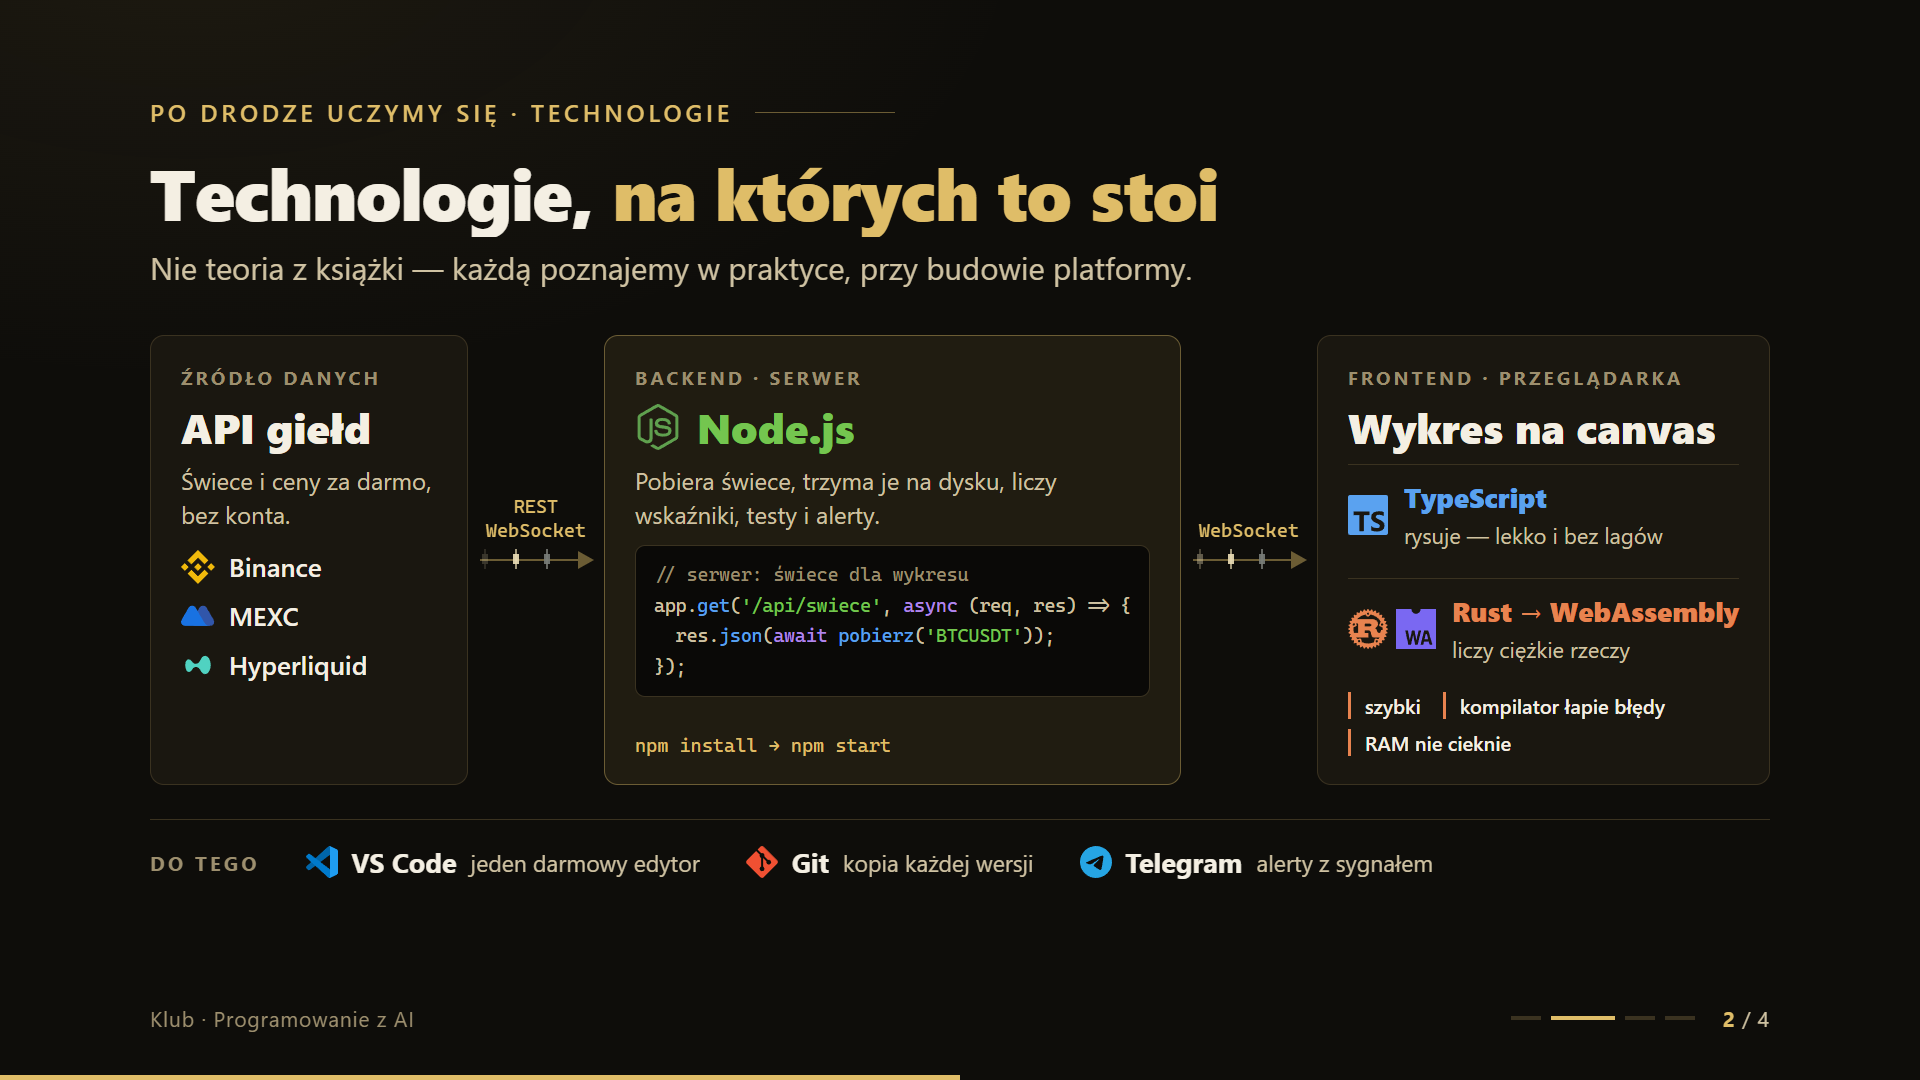 PO DRODZE UCZYMY SIĘ · TECHNOLOGIE
Technologie, na których to stoi
Nie teoria z książki — każdą poznajemy w praktyce, przy budowie platformy.
ŹRÓDŁO DANYCH
API giełd
Świece i ceny za darmo,
bez konta.
Binance
MEXC
Hyperliquid
REST
WebSocket
BACKEND · SERWER
JS
Node.js
Pobiera świece, trzyma je na dysku, liczy
wskaźniki, testy i alerty.
// serwer: świece dla wykresu
app.get('/api/swiece', async (req, res) => {
  res.json(await pobierz('BTCUSDT'));
});
npm install → npm start
WebSocket
FRONTEND · PRZEGLĄDARKA
Wykres na canvas
TS
TypeScript
rysuje — lekko i bez lagów
R
WA
Rust → WebAssembly
liczy ciężkie rzeczy
szybki
kompilator łapie błędy
RAM nie cieknie
DO TEGO
VS Code jeden darmowy edytor
Git kopia każdej wersji
Telegram alerty z sygnałem
Klub · Programowanie z AI
2 / 4